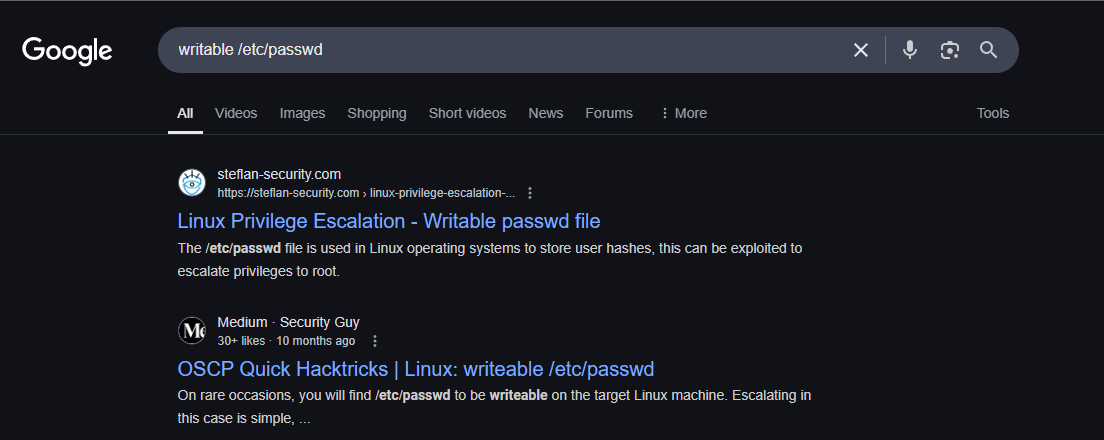 Google
writable /etc/passwd
All Videos Images Shopping Short videos News Forums More Tools
steflan-security.com
https://steflan-security.com › linux-privilege-escalation-...
Linux Privilege Escalation - Writable passwd file
The /etc/passwd file is used in Linux operating systems to store user hashes, this can be exploited to
escalate privileges to root.
Medium · Security Guy
30+ likes · 10 months ago
OSCP Quick Hacktricks | Linux: writeable /etc/passwd
On rare occasions, you will find /etc/passwd to be writeable on the target Linux machine. Escalating in
this case is simple, ...